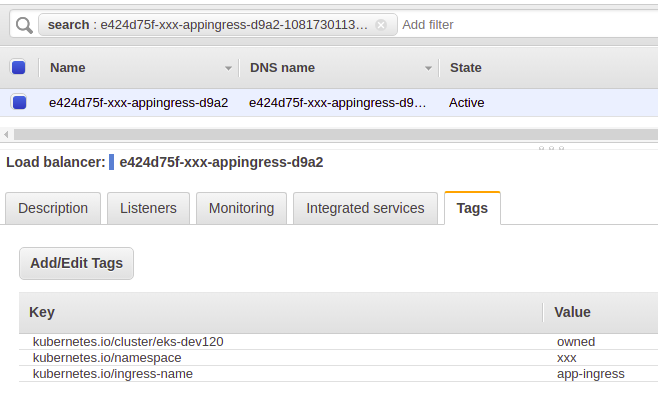 search : e424d75f-xxx-appingress-d9a2-1081730113... Add filter
Name DNS name State
e424d75f-xxx-appingress-d9a2 e424d75f-xxx-appingress-d9... Active
Load balancer: e424d75f-xxx-appingress-d9a2
Description Listeners Monitoring Integrated services Tags
Add/Edit Tags
Key Value
kubernetes.io/cluster/eks-dev120 owned
kubernetes.io/namespace xxx
kubernetes.io/ingress-name app-ingress